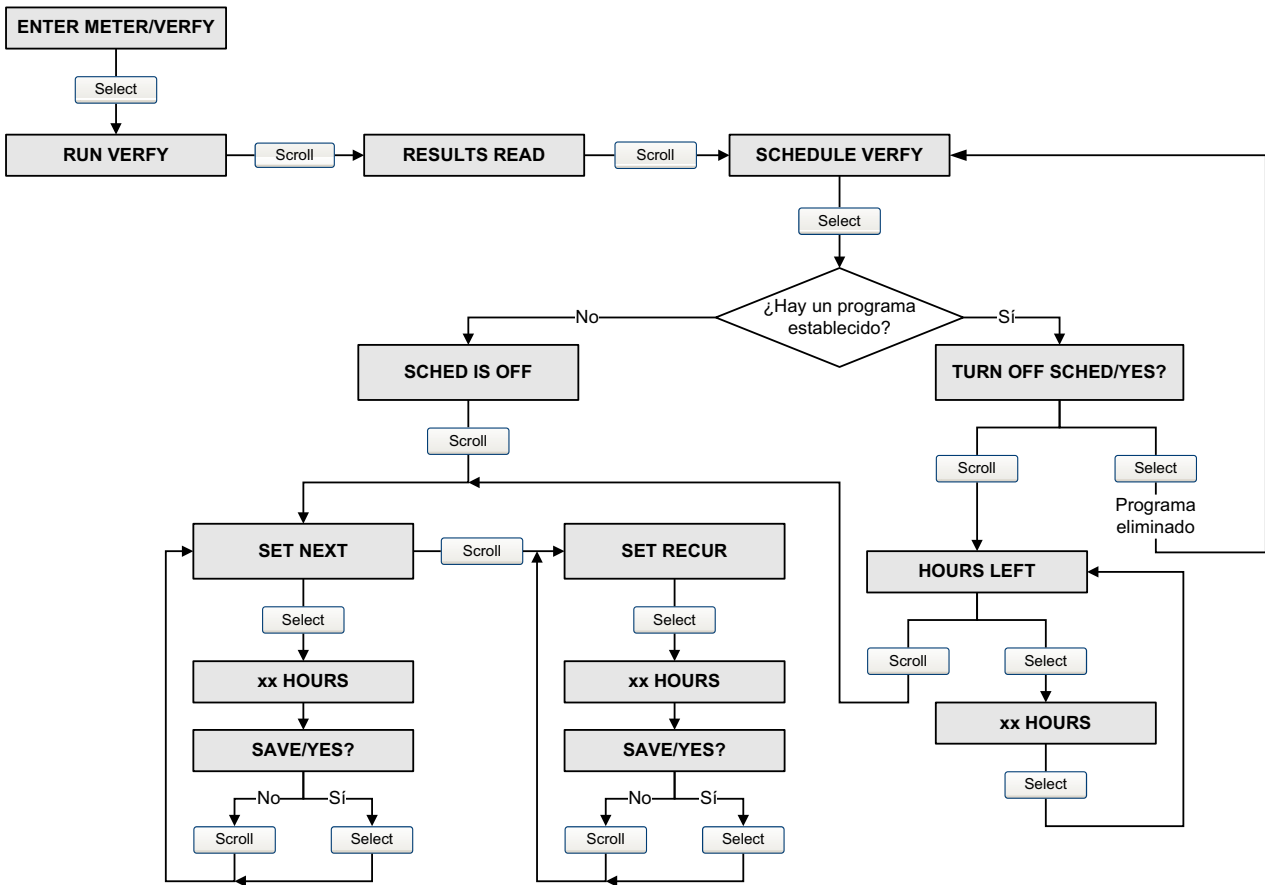 ENTER METER/VERFY
Select
RUN VERFY
Scroll
RESULTS READ
Scroll
SCHEDULE VERFY
Select
¿Hay un programa
establecido?
No
Sí
SCHED IS OFF
TURN OFF SCHED/YES?
Scroll
Scroll
Select
Programa
eliminado
SET NEXT
Scroll
SET RECUR
HOURS LEFT
Select
Select
Scroll
Select
xx HOURS
xx HOURS
xx HOURS
SAVE/YES?
SAVE/YES?
Select
No
Sí
No
Sí
Scroll
Select
Scroll
Select